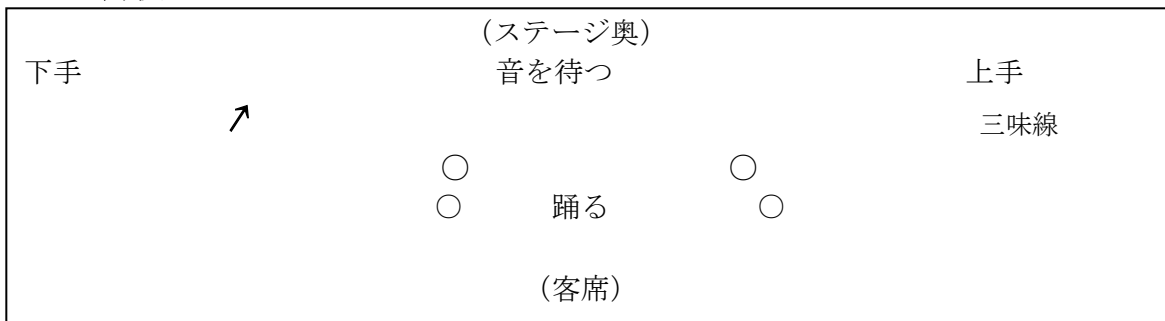 （ステージ奥）
下手 音を待つ 上手
↗ 三味線
○ ○
○ 踊る ○
（客席）